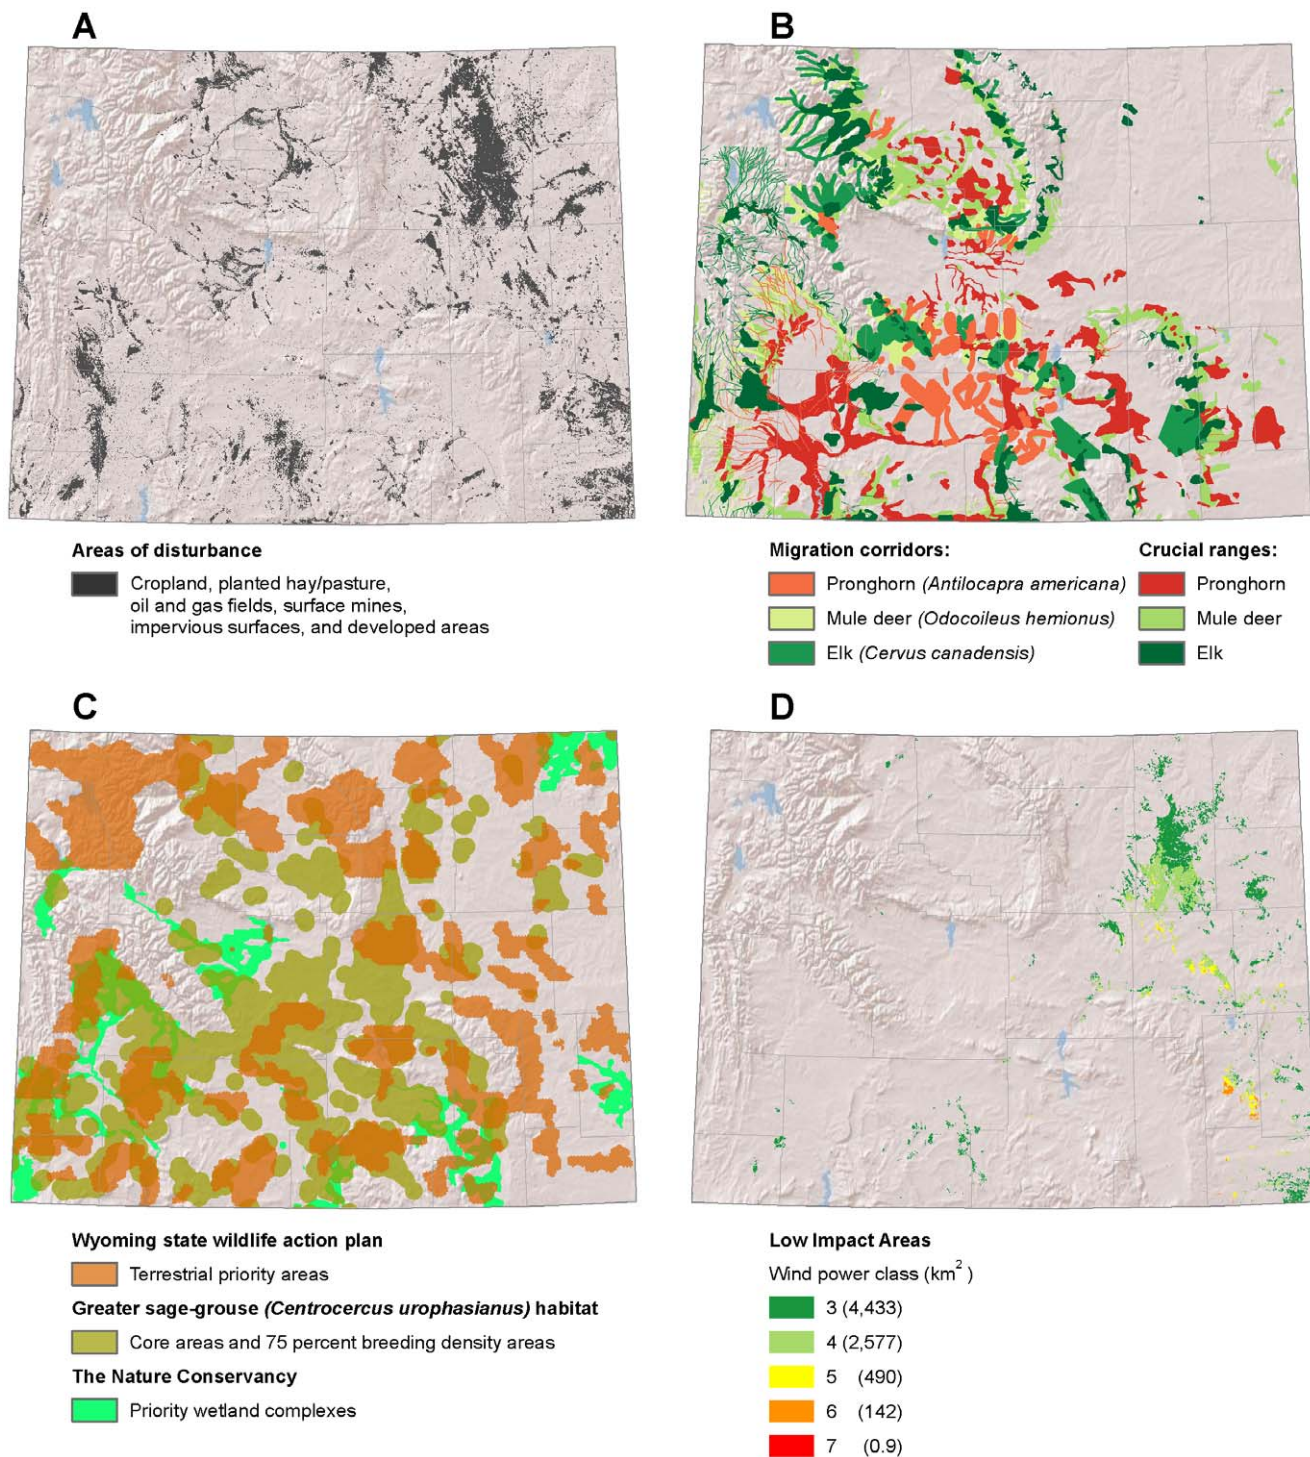 A
B
Areas of disturbance
Cropland, planted hay/pasture,
oil and gas fields, surface mines,
impervious surfaces, and developed areas
Migration corridors:
Pronghorn (Antilocapra americana)
Mule deer (Odocoileus hemionus)
Elk (Cervus canadensis)
Crucial ranges:
Pronghorn
Mule deer
Elk
C
D
Wyoming state wildlife action plan
Terrestrial priority areas
Greater sage-grouse (Centrocercus urophasianus) habitat
Core areas and 75 percent breeding density areas
The Nature Conservancy
Priority wetland complexes
Low Impact Areas
Wind power class (km²)
3 (4,433)
4 (2,577)
5 (490)
6 (142)
7 (0.9)